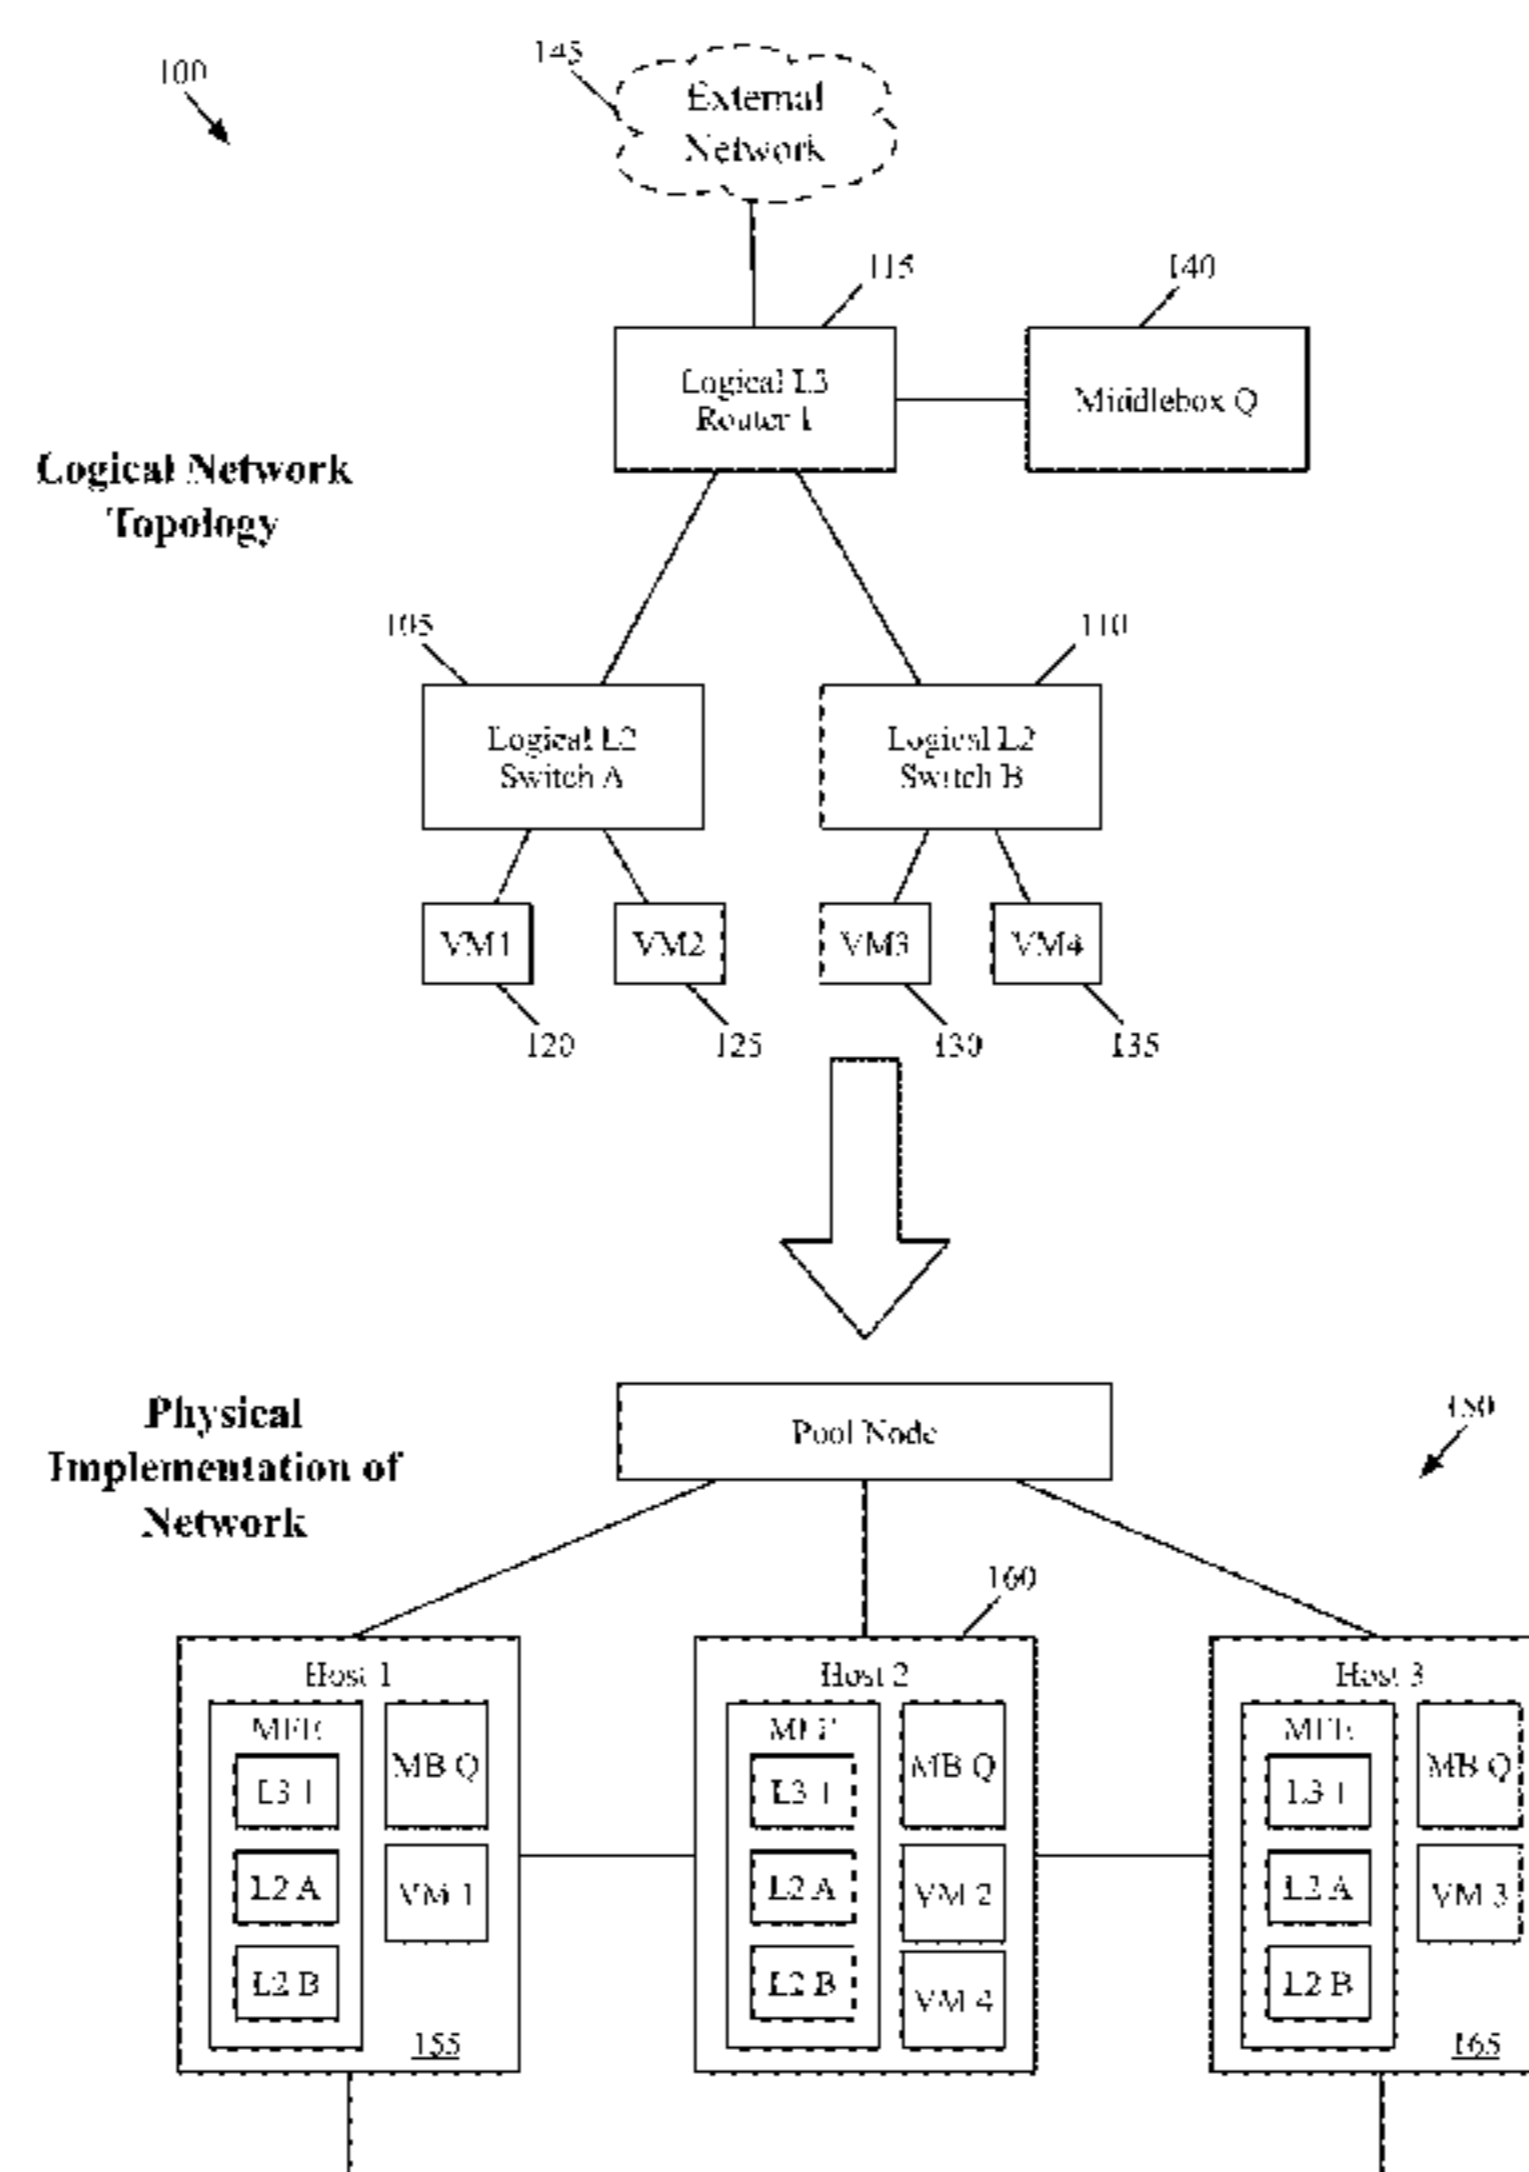 100
145
External
Network
115
140
Logical L3
Router 1
Middlebox Q
Logical Network
Topology
105
110
Logical L2
Switch A
Logical L2
Switch B
VM1
VM2
VM3
VM4
120
125
130
135
Physical
Implementation of
Network
Pool Node
150
160
Host 1
Host 2
Host 3
MB Q
MB Q
MB Q
L3 1
L3 1
L3 1
L2 A
VM 1
L2 A
VM 2
L2 A
VM 3
L2 B
L2 B
VM 4
L2 B
155
165